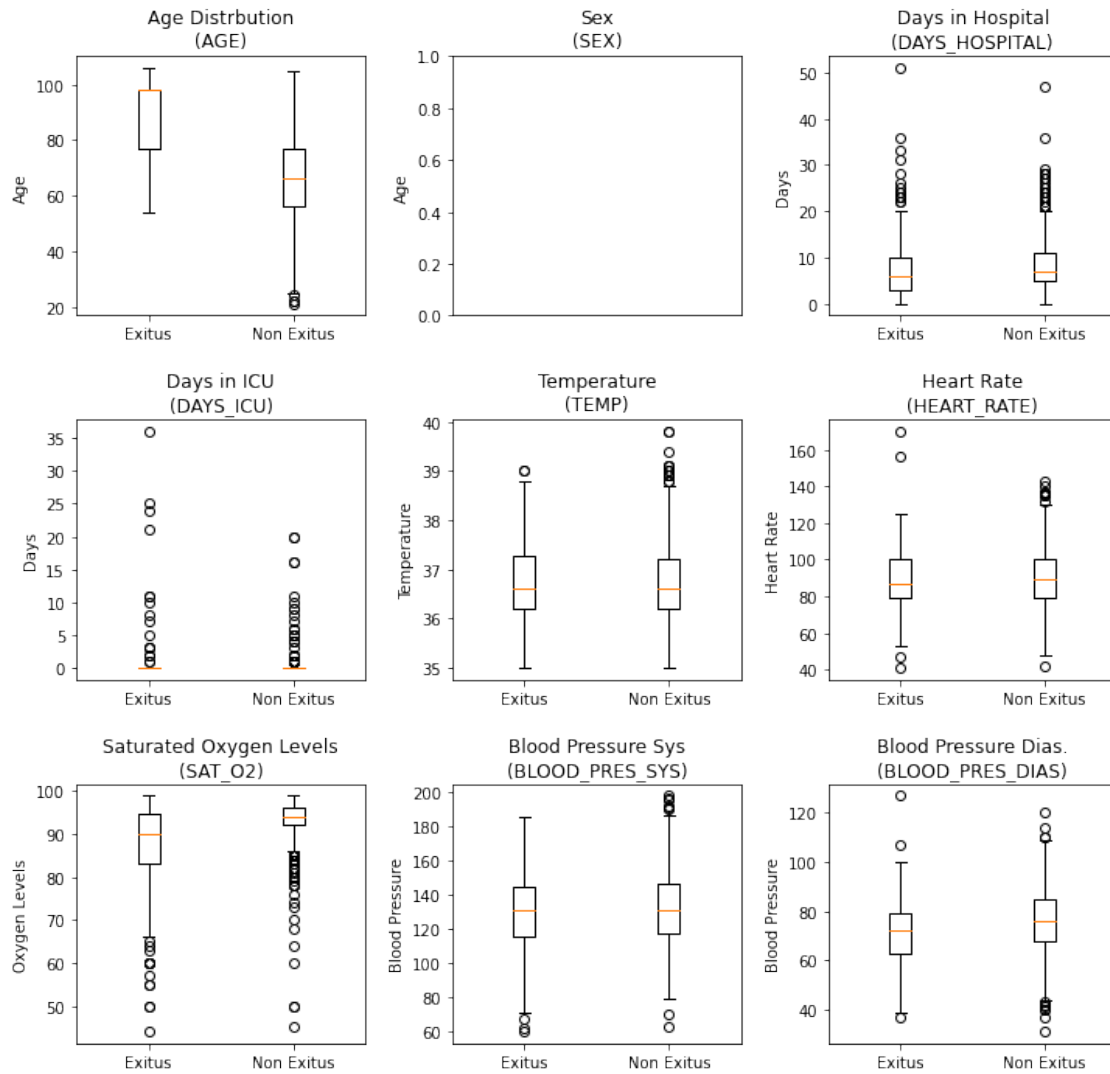 Age Distrbution
(AGE)
Sex
(SEX)
Days in Hospital
(DAYS_HOSPITAL)
Age
100
80
60
40
20
Exitus
Non Exitus
Age
1.0
0.8
0.6
0.4
0.2
0.0
Days
50
40
30
20
10
0
Exitus
Non Exitus
Days in ICU
(DAYS_ICU)
Temperature
(TEMP)
Heart Rate
(HEART_RATE)
Days
35
30
25
20
15
10
5
0
Exitus
Non Exitus
Temperature
40
39
38
37
36
35
Exitus
Non Exitus
Heart Rate
160
140
120
100
80
60
40
Exitus
Non Exitus
Saturated Oxygen Levels
(SAT_O2)
Blood Pressure Sys
(BLOOD_PRES_SYS)
Blood Pressure Dias.
(BLOOD_PRES_DIAS)
Oxygen Levels
100
90
80
70
60
50
Exitus
Non Exitus
Blood Pressure
200
180
160
140
120
100
80
60
Exitus
Non Exitus
Blood Pressure
120
100
80
60
40
Exitus
Non Exitus